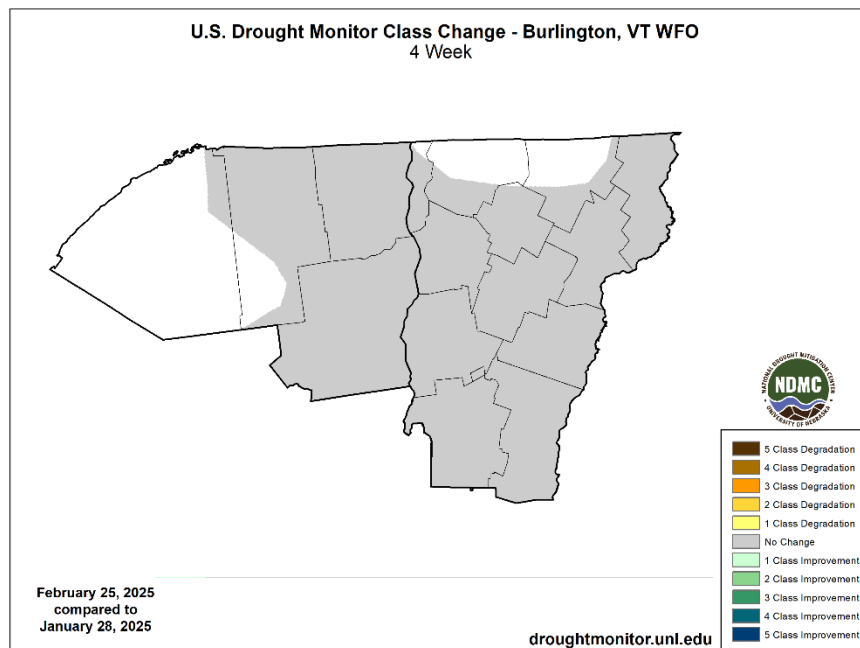 U.S. Drought Monitor Class Change - Burlington, VT WFO
4 Week
NATIONAL DROUGHT MITIGATION CENTER
NDMC
UNIVERSITY OF NEBRASKA
5 Class Degradation
4 Class Degradation
3 Class Degradation
2 Class Degradation
1 Class Degradation
No Change
1 Class Improvement
2 Class Improvement
3 Class Improvement
4 Class Improvement
5 Class Improvement
February 25, 2025
compared to
January 28, 2025
droughtmonitor.unl.edu